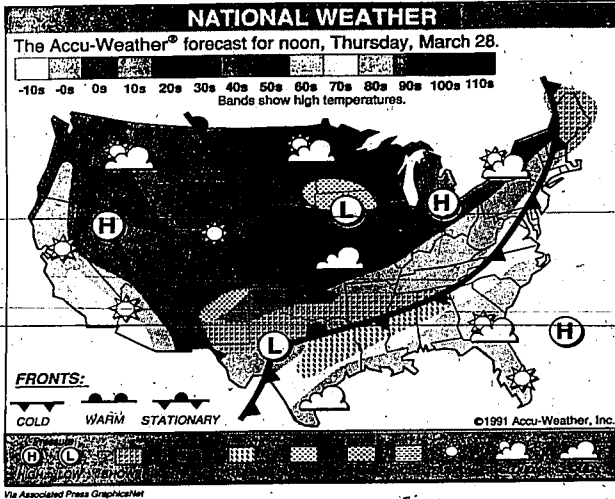 NATIONAL WEATHER
The Accu-Weather® forecast for noon, Thursday, March 28.
-10s -0s 0s 10s 20s 30s 40s 50s 60s 70s 80s 90s 100s 110s
Bands show high temperatures.
H
L
H
L
H
FRONTS:
COLD WARM STATIONARY
©1991 Accu-Weather, Inc.
Pressure
H L
Via Associated Press GraphicsNet